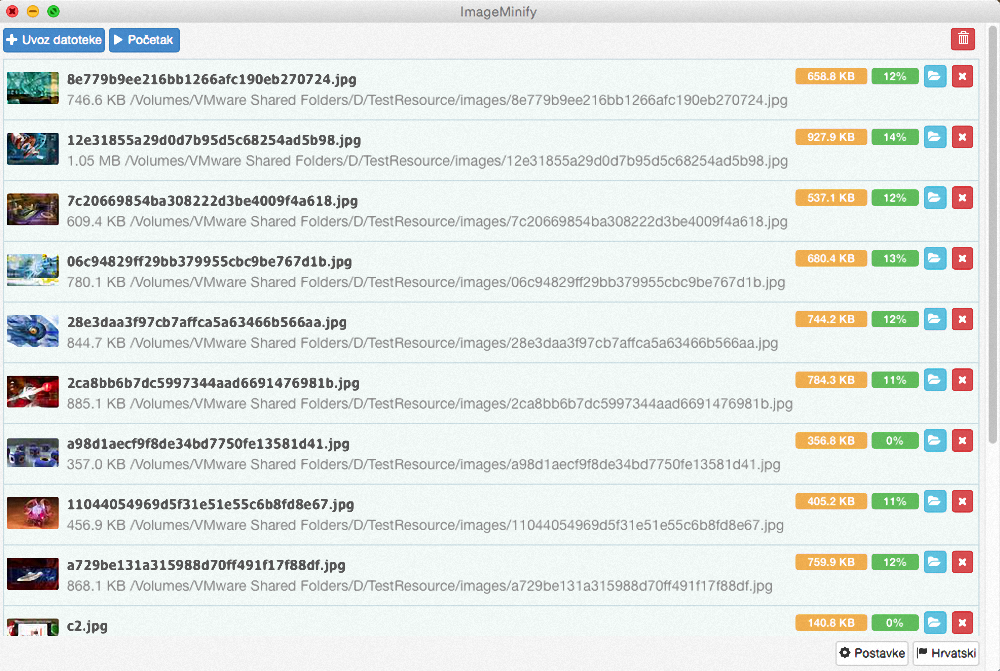 ImageMinify
Uvoz datoteke Početak
8e779b9ee216bb1266afc190eb270724.jpg 658.8 KB 12%
746.6 KB /Volumes/VMware Shared Folders/D/TestResource/images/8e779b9ee216bb1266afc190eb270724.jpg
12e31855a29d0d7b95d5c68254ad5b98.jpg 927.9 KB 14%
1.05 MB /Volumes/VMware Shared Folders/D/TestResource/images/12e31855a29d0d7b95d5c68254ad5b98.jpg
7c20669854ba308222d3be4009f4a618.jpg 537.1 KB 12%
609.4 KB /Volumes/VMware Shared Folders/D/TestResource/images/7c20669854ba308222d3be4009f4a618.jpg
06c94829ff29bb379955cbc9be767d1b.jpg 680.4 KB 13%
780.1 KB /Volumes/VMware Shared Folders/D/TestResource/images/06c94829ff29bb379955cbc9be767d1b.jpg
28e3daa3f97cb7affca5a63466b566aa.jpg 744.2 KB 12%
844.7 KB /Volumes/VMware Shared Folders/D/TestResource/images/28e3daa3f97cb7affca5a63466b566aa.jpg
2ca8bb6b7dc5997344aad6691476981b.jpg 784.3 KB 11%
885.1 KB /Volumes/VMware Shared Folders/D/TestResource/images/2ca8bb6b7dc5997344aad6691476981b.jpg
a98d1aecf9f8de34bd7750fe13581d41.jpg 356.8 KB 0%
357.0 KB /Volumes/VMware Shared Folders/D/TestResource/images/a98d1aecf9f8de34bd7750fe13581d41.jpg
11044054969d5f31e51e55c6b8fd8e67.jpg 405.2 KB 11%
456.9 KB /Volumes/VMware Shared Folders/D/TestResource/images/11044054969d5f31e51e55c6b8fd8e67.jpg
a729be131a315988d70ff491f17f88df.jpg 759.9 KB 12%
868.1 KB /Volumes/VMware Shared Folders/D/TestResource/images/a729be131a315988d70ff491f17f88df.jpg
c2.jpg 140.8 KB 0%
Postavke Hrvatski